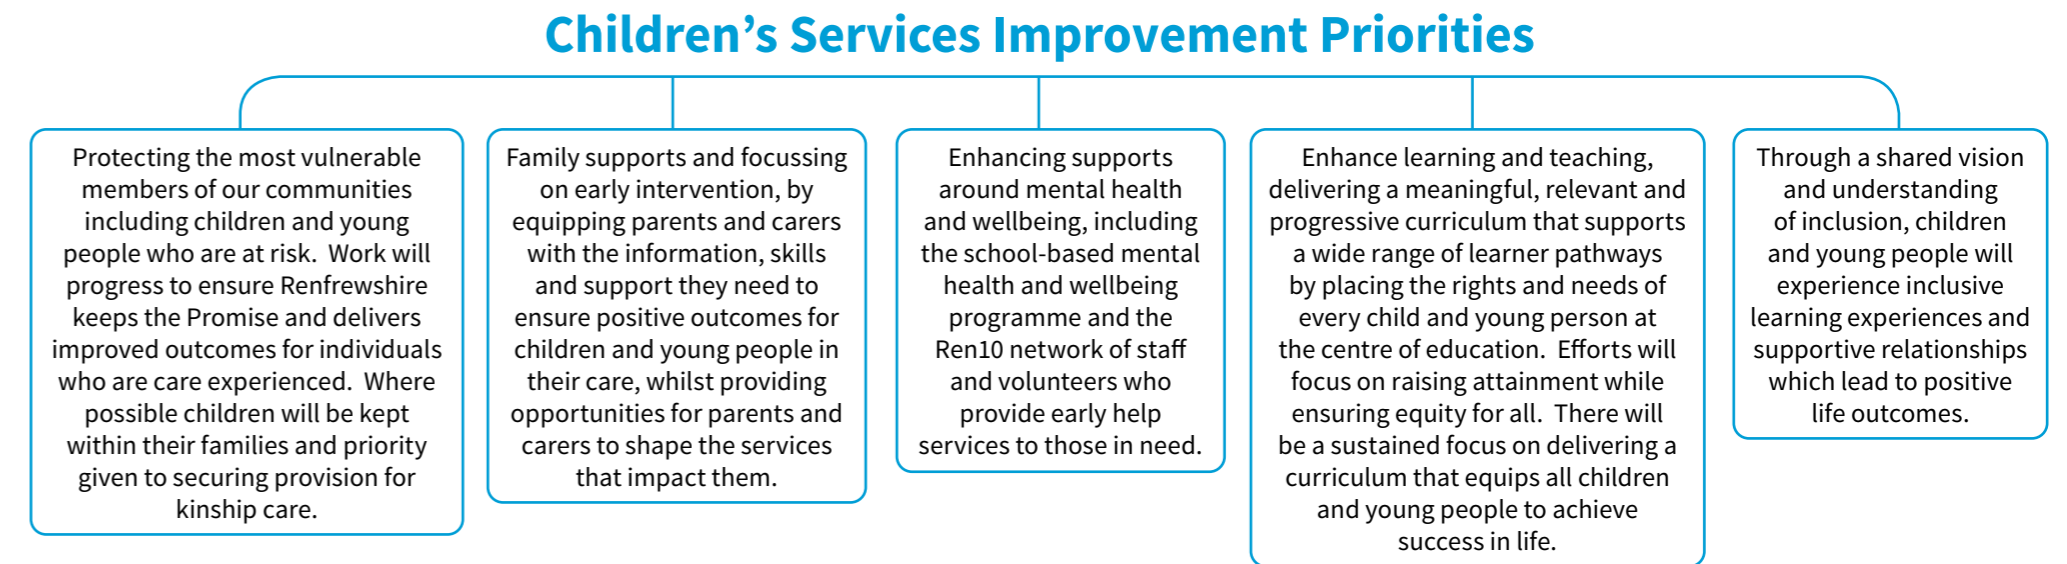 Children’s Services Improvement Priorities
Protecting the most vulnerable
members of our communities
including children and young
people who are at risk.  Work will
progress to ensure Renfrewshire
keeps the Promise and delivers
improved outcomes for individuals
who are care experienced.  Where
possible children will be kept
within their families and priority
given to securing provision for
kinship care.
Family supports and focussing
on early intervention, by
equipping parents and carers
with the information, skills
and support they need to
ensure positive outcomes for
children and young people in
their care, whilst providing
opportunities for parents and
carers to shape the services
that impact them.
Enhancing supports
around mental health
and wellbeing, including
the school-based mental
health and wellbeing
programme and the
Ren10 network of staff
and volunteers who
provide early help
services to those in need.
Enhance learning and teaching,
delivering a meaningful, relevant and
progressive curriculum that supports
a wide range of learner pathways
by placing the rights and needs of
every child and young person at
the centre of education.  Efforts will
focus on raising attainment while
ensuring equity for all.  There will
be a sustained focus on delivering a
curriculum that equips all children
and young people to achieve
success in life.
Through a shared vision
and understanding
of inclusion, children
and young people will
experience inclusive
learning experiences and
supportive relationships
which lead to positive
life outcomes.